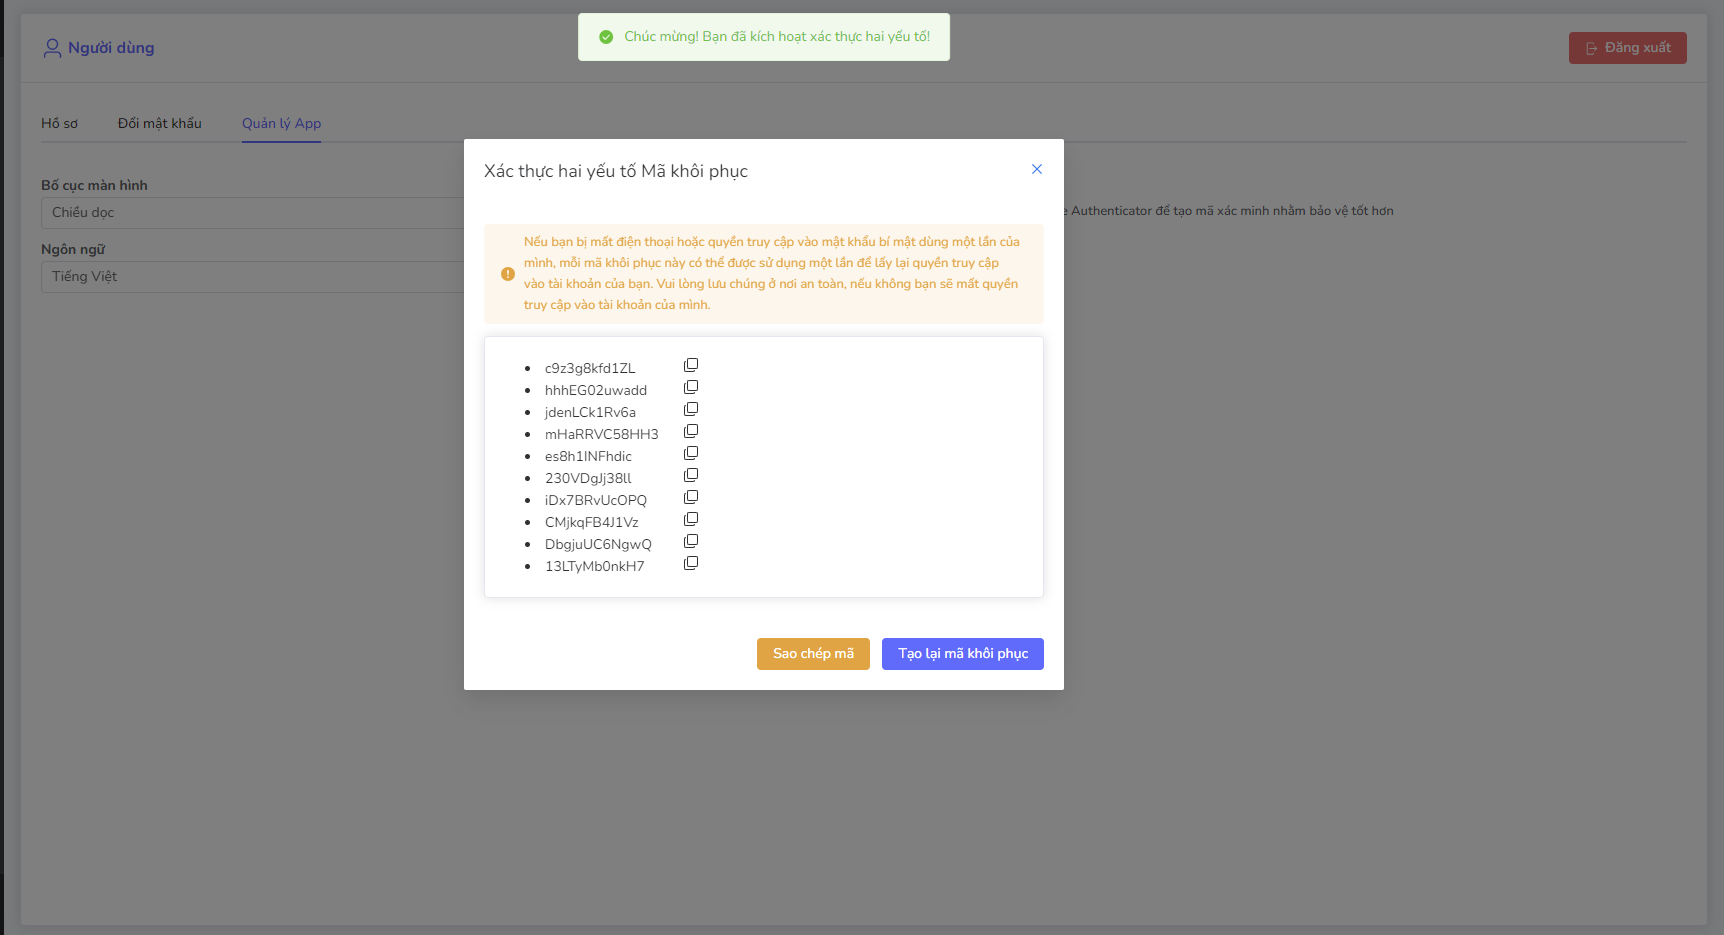 Chúc mừng! Bạn đã kích hoạt xác thực hai yếu tố!
Người dùng
Đăng xuất
Hồ sơ
Đổi mật khẩu
Quản lý App
Bố cục màn hình
Chiều dọc
Ngôn ngữ
Tiếng Việt
Authenticator để tạo mã xác minh nhằm bảo vệ tốt hơn
Xác thực hai yếu tố Mã khôi phục
Nếu bạn bị mất điện thoại hoặc quyền truy cập vào mật khẩu bí mật dùng một lần của
mình, mỗi mã khôi phục này có thể được sử dụng một lần để lấy lại quyền truy cập
vào tài khoản của bạn. Vui lòng lưu chúng ở nơi an toàn, nếu không bạn sẽ mất quyền
truy cập vào tài khoản của mình.
c9z3g8kfd1ZL
hhhEG02uwadd
jdenLCk1Rv6a
mHaRRVC58HH3
es8h1INFhdic
230VDgJj38ll
iDx7BRvUcOPQ
CMjkqFB4J1Vz
DbgjuUC6NgwQ
13LTyMb0nkH7
Sao chép mã
Tạo lại mã khôi phục